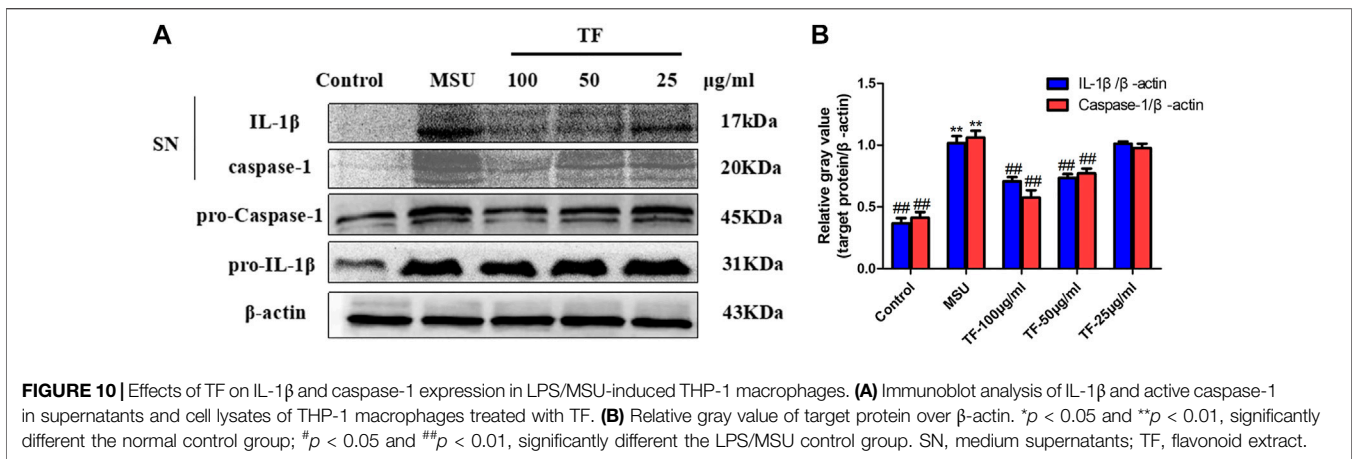 A
TF
Control MSU 100 50 25 μg/ml
SN
IL-1β 17kDa
caspase-1 20KDa
pro-Caspase-1 45KDa
pro-IL-1β 31KDa
β-actin 43KDa
B
IL-1β/β -actin
Caspase-1/β -actin
Relative gray value
(target protein/β -actin)
1.5
1.0
0.5
0.0
## ## ** ** ## ## ## ##
Control MSU TF-100μg/ml TF-50μg/ml TF-25μg/ml
FIGURE 10 | Effects of TF on IL-1β and caspase-1 expression in LPS/MSU-induced THP-1 macrophages. (A) Immunoblot analysis of IL-1β and active caspase-1
in supernatants and cell lysates of THP-1 macrophages treated with TF. (B) Relative gray value of target protein over β-actin. *p < 0.05 and **p < 0.01, significantly
different the normal control group; #p < 0.05 and ##p < 0.01, significantly different the LPS/MSU control group. SN, medium supernatants; TF, flavonoid extract.